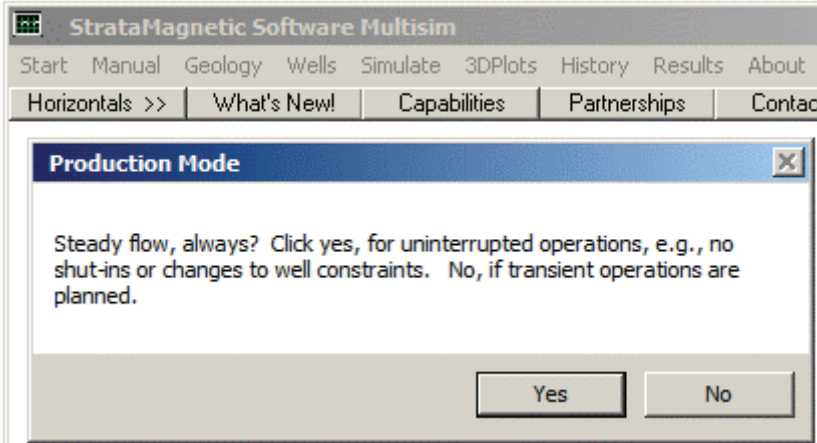 StrataMagnetic Software Multisim
Start Manual Geology Wells Simulate 3DPlots History Results About
Horizontals >> What's New! Capabilities Partnerships Contac
Production Mode
Steady flow, always? Click yes, for uninterrupted operations, e.g., no
shut-ins or changes to well constraints. No, if transient operations are
planned.
Yes No